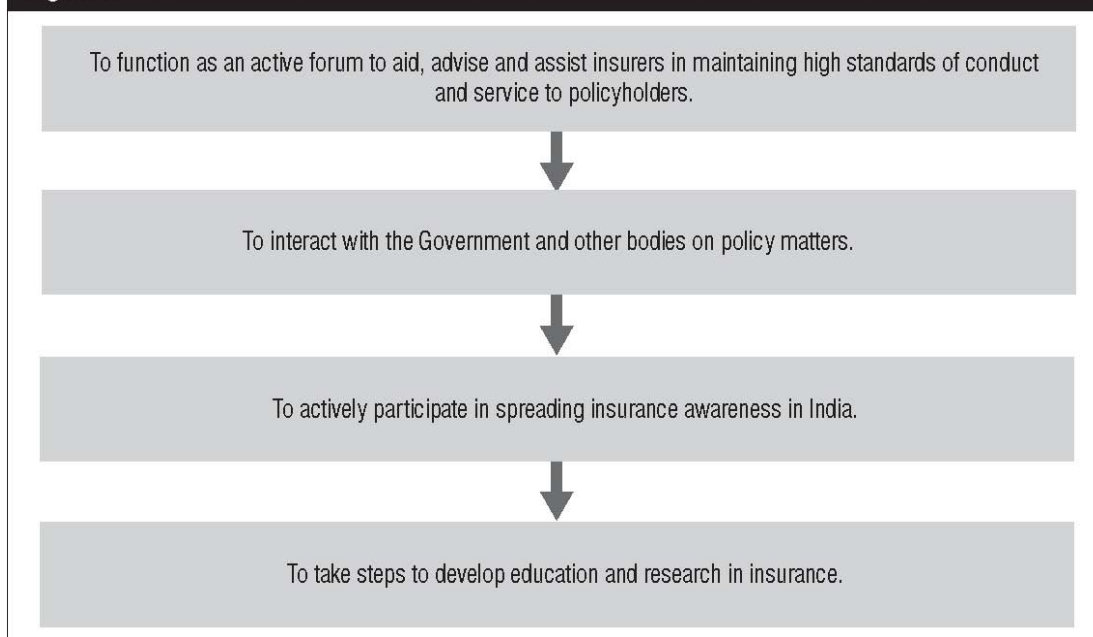 To function as an active forum to aid, advise and assist insurers in maintaining high standards of conduct
and service to policyholders.
To interact with the Government and other bodies on policy matters.
To actively participate in spreading insurance awareness in India.
To take steps to develop education and research in insurance.